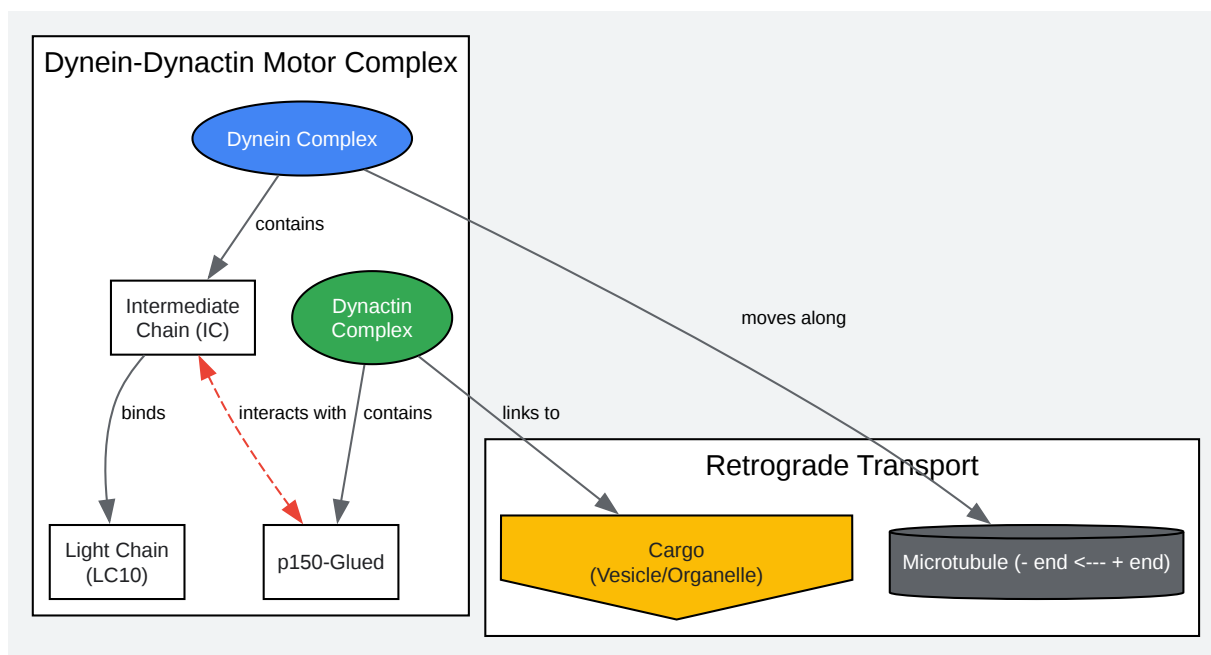 Dynein-Dynactin Motor Complex
Dynein Complex
contains
Intermediate
Chain (IC)
Dynactin
Complex
moves along
binds
interacts with
contains
links to
Retrograde Transport
Light Chain
(LC10)
p150-Glued
Cargo
(Vesicle/Organelle)
Microtubule (- end <--- + end)